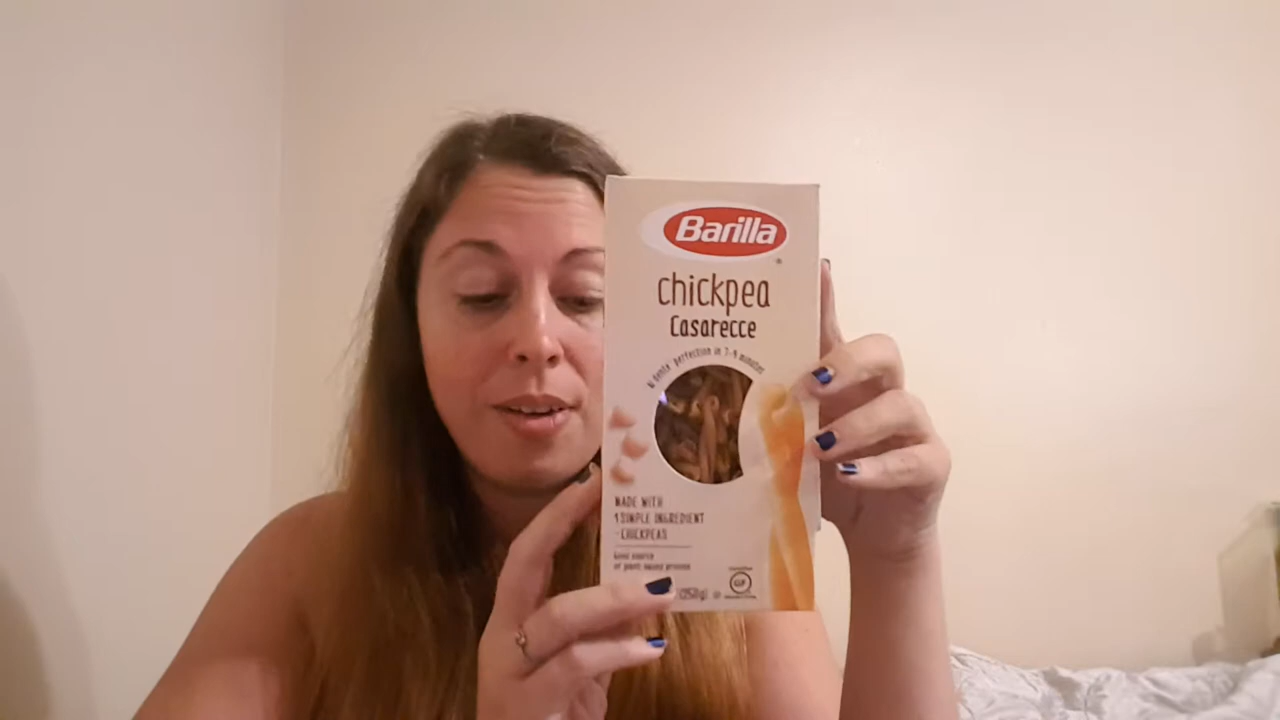 Barilla
chickpea
Casarecce
Al dente perfection in 7-9 minutes
MADE WITH
1 SIMPLE INGREDIENT
-CHICKPEAS
Good source
of plant-based protein
(250g)
GF